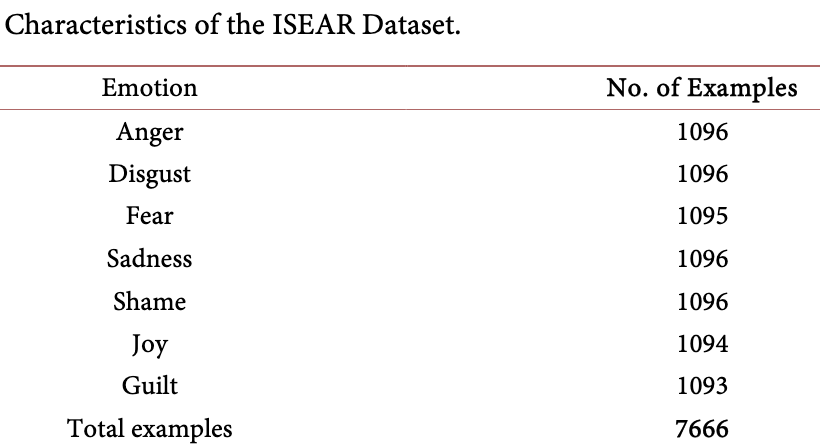 Characteristics of the ISEAR Dataset.
Emotion No. of Examples
Anger 1096
Disgust 1096
Fear 1095
Sadness 1096
Shame 1096
Joy 1094
Guilt 1093
Total examples 7666